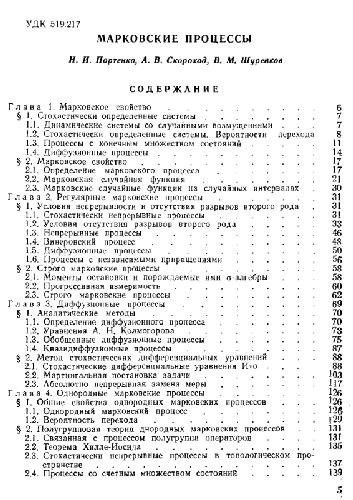 УДК 519.217
МАРКОВСКИЕ ПРОЦЕССЫ
Н. И. Портенко, А. В. Скороход, В. М. Шуренков
СОДЕРЖАНИЕ
Глава 1. Марковское свойство . . . 6
§ 1. Стохастически определенные системы . . . 7
1.1. Динамические системы со случайными возмущениями . . . 7
1.2. Стохастически определенные системы. Вероятности перехода . . . 8
1.3. Процессы с конечным множеством состояний . . . 11
1.4. Диффузионные процессы . . . 14
§ 2. Марковское свойство . . . 17
2.1. Определение марковского процесса . . . 17
2.2. Марковская случайная функция . . . 21
2.3. Марковские случайные функции на случайных интервалах . . . 30
Глава 2. Регулярные марковские процессы . . . 31
§ 1. Условия непрерывности и отсутствия разрывов второго рода . . . 31
1.1. Стохастически непрерывные процессы . . . 31
1.2. Условия отсутствия разрывов второго рода . . . 33
1.3. Непрерывные процессы . . . 46
1.4. Винеровский процесс . . . 48
1.5. Диффузионные процессы . . . 50
1.6. Процессы с независимыми приращениями . . . 56
§ 2. Строго марковские процессы . . . 58
2.1. Моменты остановки и порождаемые ими σ-алгебры . . . 58
2.2. Прогрессивная измеримость . . . 60
2.3. Строго марковские процессы . . . 62
Глава 3. Диффузионные процессы . . . 69
§ 1. Аналитические методы . . . 70
1.1. Определение диффузионного процесса . . . 70
1.2. Уравнения А. Н. Колмогорова . . . 73
1.3. Обобщенные диффузионные процессы . . . 75
1.4. Квазидиффузионные процессы . . . 87
§ 2. Метод стохастических дифференциальных уравнений . . . 88
2.1. Стохастические дифференциальные уравнения Ито . . . 88
2.2. Мартингальная постановка задачи . . . 103
2.3. Абсолютно непрерывная замена меры . . . 117
Глава 4. Однородные марковские процессы . . . 126
§ 1. Общие свойства однородных марковских процессов . . . 126
1.1. Однородный марковский процесс . . . 126
1.2. Вероятность перехода . . . 129
§ 2. Полугрупповая теория однородных марковских процессов . . . 131
2.1. Связанная с процессом полугруппа операторов . . . 131
2.2. Теорема Хилле-Иосида . . . 135
2.3. Стохастически непрерывные процессы в топологическом пространстве . . . 137
2.4. Процессы со счетным множеством состояний . . . 139
5